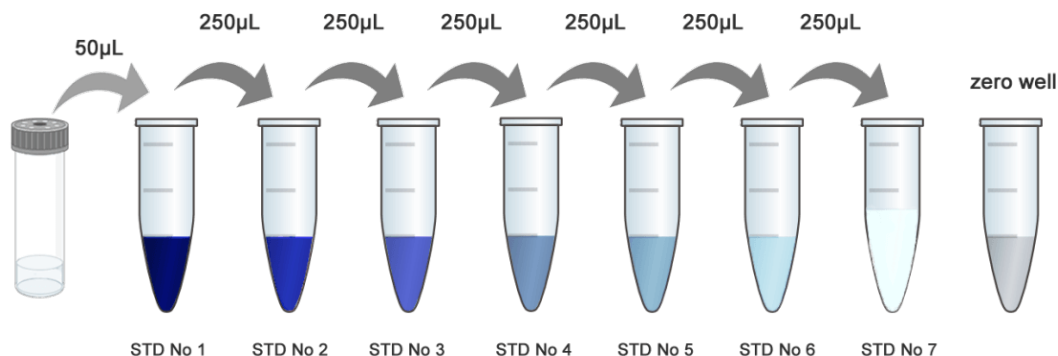 50µL
250µL
250µL
250µL
250µL
250µL
250µL
zero well
STD No 1
STD No 2
STD No 3
STD No 4
STD No 5
STD No 6
STD No 7